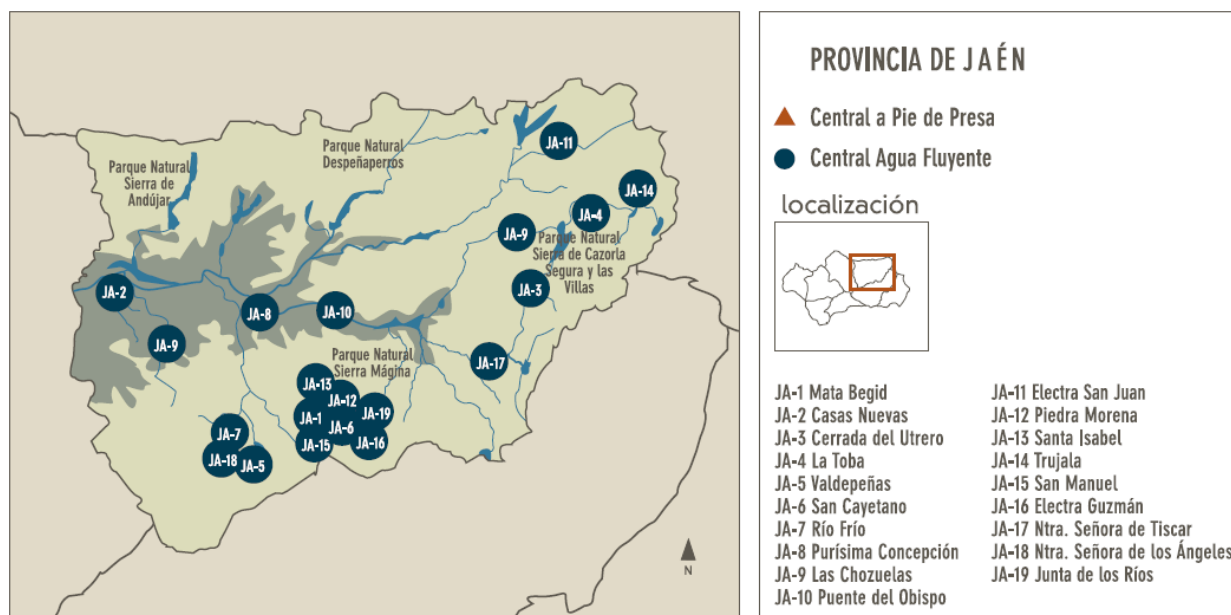 Parque Natural
Despeñaperros
Parque Natural
Sierra de
Andújar
JA-11
JA-14
JA-4
JA-9
Parque Natural
Sierra de Cazorla
Segura y las
Villas
JA-2
JA-3
JA-8
JA-10
JA-9
Parque Natural
Sierra Mágina
JA-17
JA-13
JA-12
JA-1
JA-19
JA-6
JA-7
JA-15
JA-16
JA-18
JA-5
N
PROVINCIA DE JAÉN
Central a Pie de Presa
Central Agua Fluyente
localización
JA-1 Mata Begid
JA-2 Casas Nuevas
JA-3 Cerrada del Utrero
JA-4 La Toba
JA-5 Valdepeñas
JA-6 San Cayetano
JA-7 Río Frío
JA-8 Purísima Concepción
JA-9 Las Chozuelas
JA-10 Puente del Obispo
JA-11 Electra San Juan
JA-12 Piedra Morena
JA-13 Santa Isabel
JA-14 Trujala
JA-15 San Manuel
JA-16 Electra Guzmán
JA-17 Ntra. Señora de Tiscar
JA-18 Ntra. Señora de los Ángeles
JA-19 Junta de los Ríos